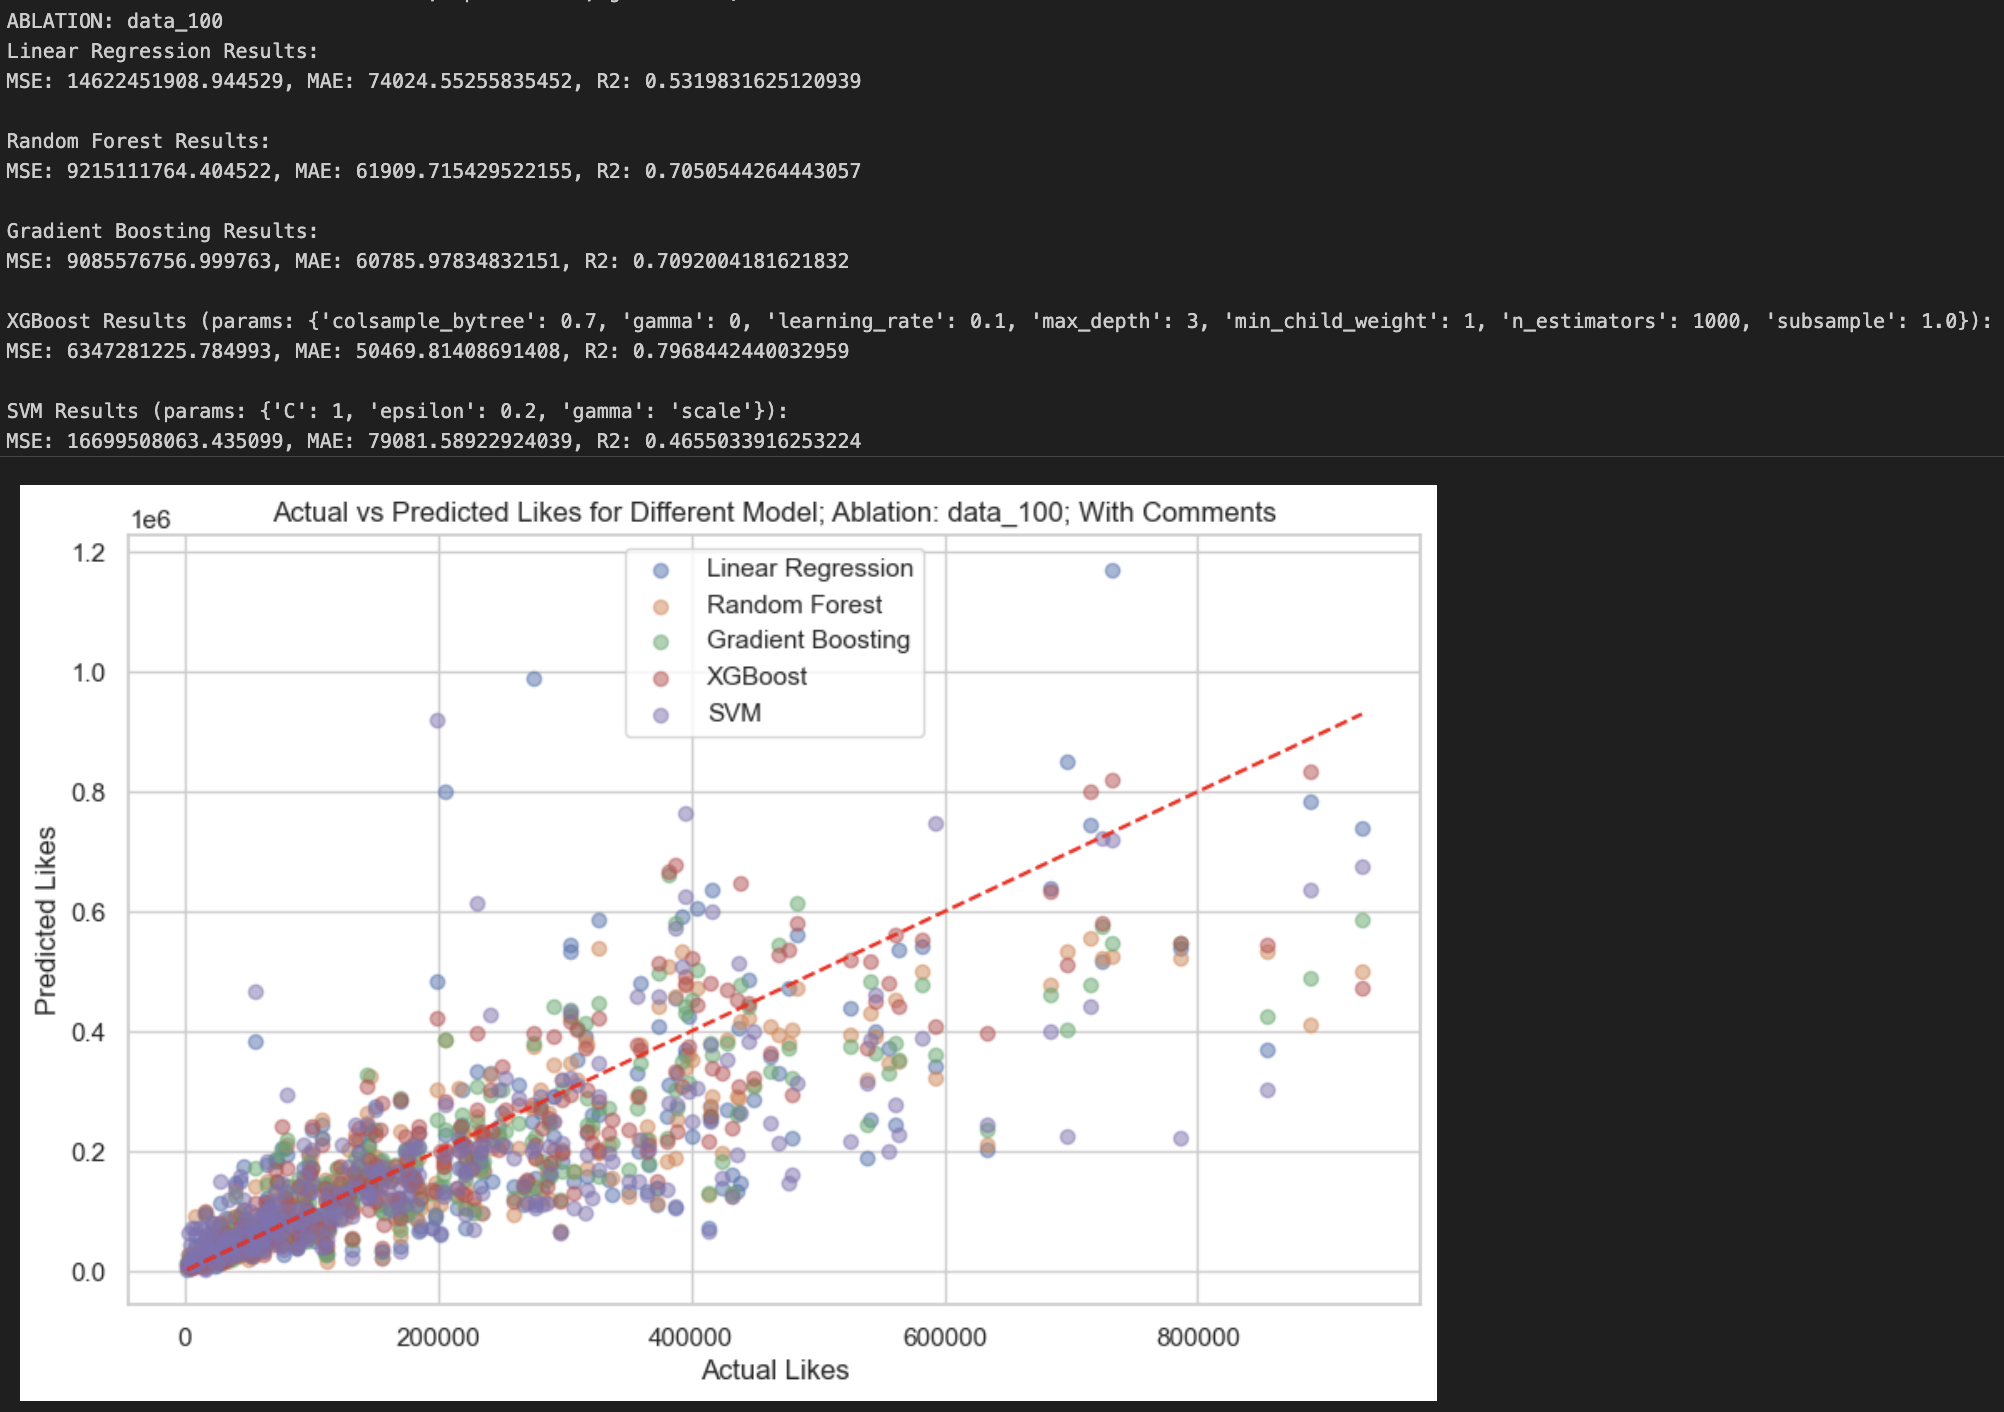 ABLATION: data_100
Linear Regression Results:
MSE: 14622451908.944529, MAE: 74024.55255835452, R2: 0.5319831625120939
Random Forest Results:
MSE: 9215111764.404522, MAE: 61909.715429522155, R2: 0.7050544264443057
Gradient Boosting Results:
MSE: 9085576756.999763, MAE: 60785.97834832151, R2: 0.7092004181621832
XGBoost Results (params: {'colsample_bytree': 0.7, 'gamma': 0, 'learning_rate': 0.1, 'max_depth': 3, 'min_child_weight': 1, 'n_estimators': 1000, 'subsample': 1.0}):
MSE: 6347281225.784993, MAE: 50469.81408691408, R2: 0.7968442440032959
SVM Results (params: {'C': 1, 'epsilon': 0.2, 'gamma': 'scale'}):
MSE: 16699508063.435099, MAE: 79081.58922924039, R2: 0.4655033916253224
Actual vs Predicted Likes for Different Model; Ablation: data_100; With Comments
1e6
1.2
1.0
0.8
0.6
0.4
0.2
0.0
Predicted Likes
Linear Regression
Random Forest
Gradient Boosting
XGBoost
SVM
0 200000 400000 600000 800000
Actual Likes